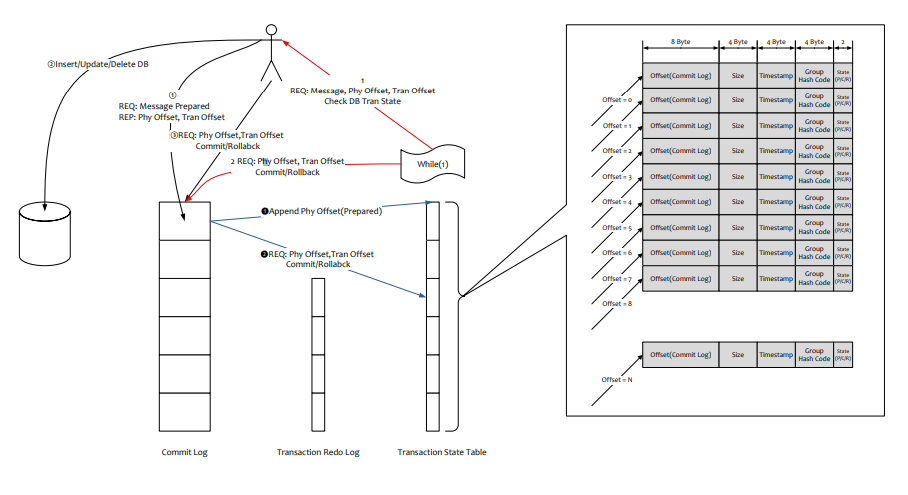 ②Insert/Update/Delete DB
①
REQ: Message Prepared
REP: Phy Offset, Tran Offset
③REQ: Phy Offset,Tran Offset
Commit/Rollabck
1
REQ: Message, Phy Offset, Tran Offset
Check DB Tran State
2 REQ: Phy Offset, Tran Offset
Commit/Rollback
While(1)
❶Append Phy Offset(Prepared)
❷REQ: Phy Offset,Tran Offset
Commit/Rollabck
Commit Log
Transaction Redo Log
Transaction State Table
8 Byte
4 Byte
4 Byte
4 Byte
2
Offset(Commit Log)
Size
Timestamp
Group
Hash Code
State
(P/C/R)
Offset = 0
Offset(Commit Log)
Size
Timestamp
Group
Hash Code
State
(P/C/R)
Offset = 1
Offset(Commit Log)
Size
Timestamp
Group
Hash Code
State
(P/C/R)
Offset = 2
Offset(Commit Log)
Size
Timestamp
Group
Hash Code
State
(P/C/R)
Offset = 3
Offset(Commit Log)
Size
Timestamp
Group
Hash Code
State
(P/C/R)
Offset = 4
Offset(Commit Log)
Size
Timestamp
Group
Hash Code
State
(P/C/R)
Offset = 5
Offset(Commit Log)
Size
Timestamp
Group
Hash Code
State
(P/C/R)
Offset = 6
Offset(Commit Log)
Size
Timestamp
Group
Hash Code
State
(P/C/R)
Offset = 7
Offset(Commit Log)
Size
Timestamp
Group
Hash Code
State
(P/C/R)
Offset = 8
Offset(Commit Log)
Size
Timestamp
Group
Hash Code
State
(P/C/R)
Offset = N